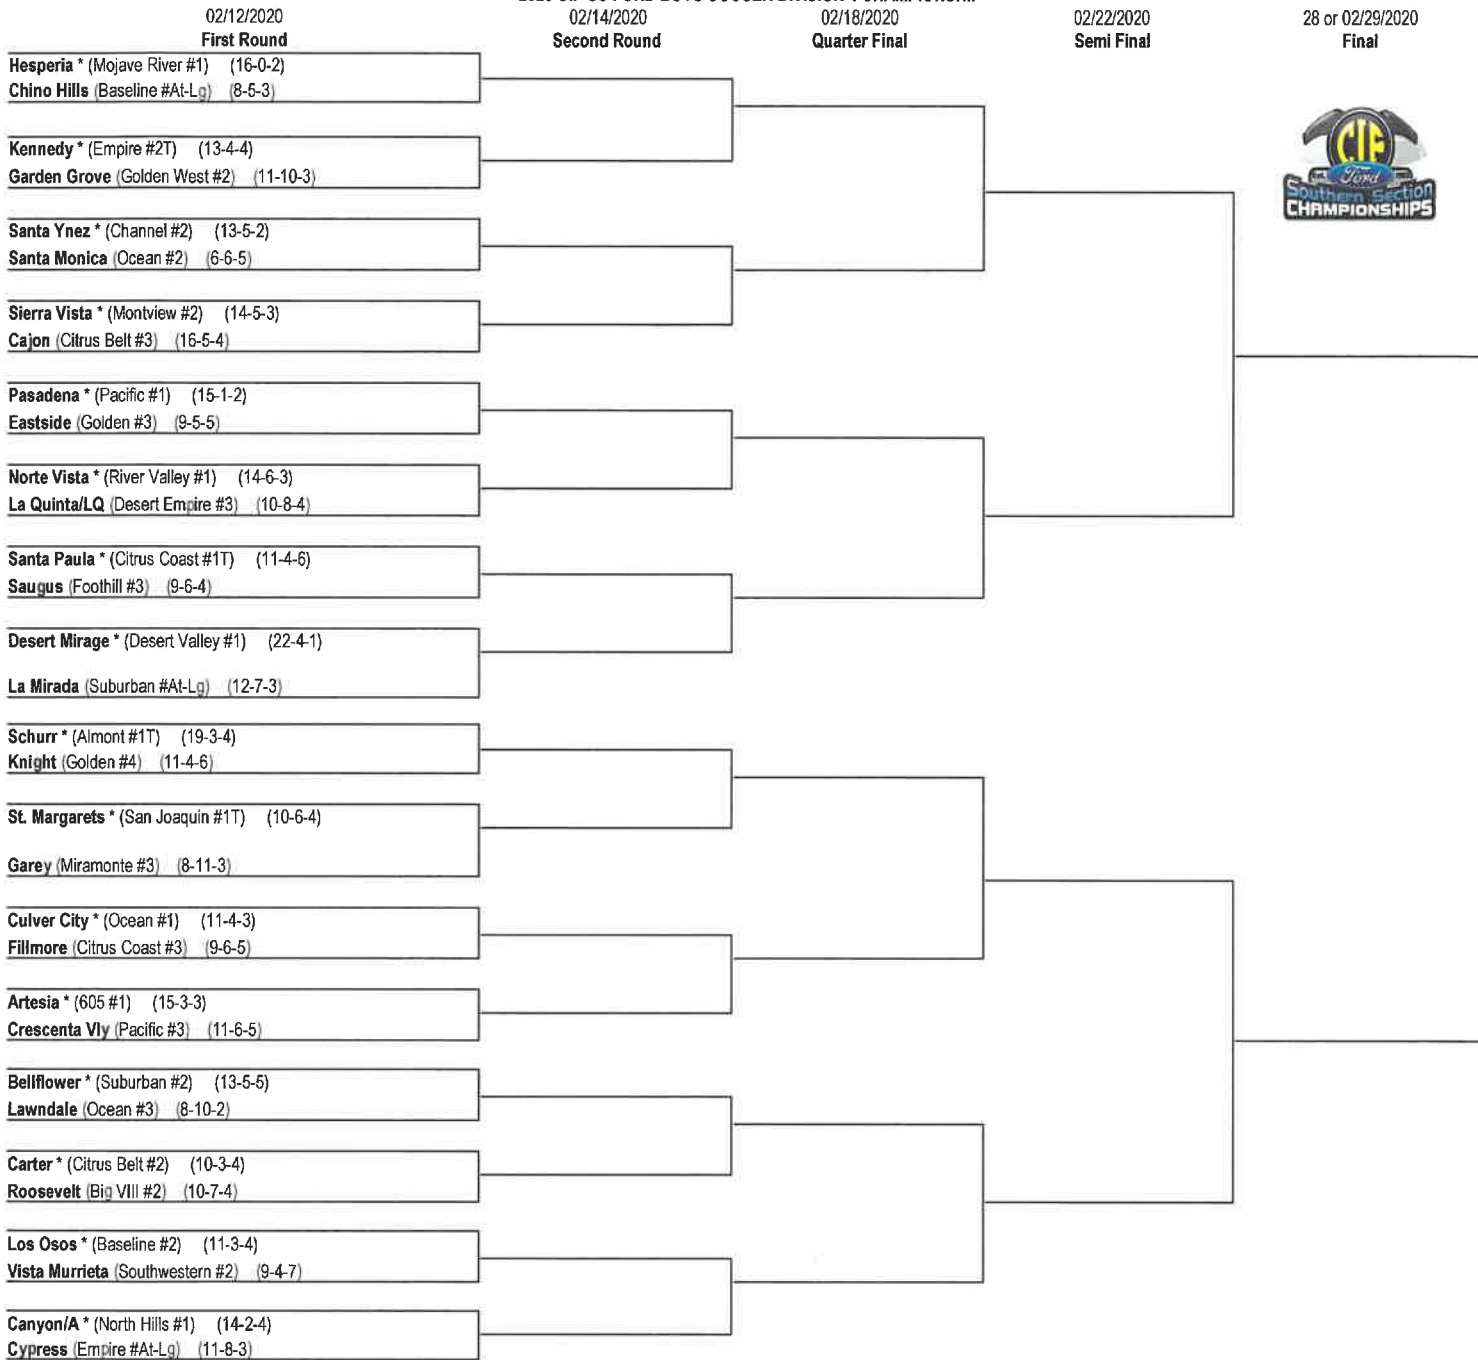 02/12/2020 02/14/2020 02/18/2020 02/22/2020 28 or 02/29/2020
First Round Second Round Quarter Final Semi Final Final
Hesperia * (Mojave River #1) (16-0-2)
Chino Hills (Baseline #At-Lg) (8-5-3)
Kennedy * (Empire #2T) (13-4-4)
Garden Grove (Golden West #2) (11-10-3)
Santa Ynez * (Channel #2) (13-5-2)
Santa Monica (Ocean #2) (6-6-5)
Sierra Vista * (Montview #2) (14-5-3)
Cajon (Citrus Belt #3) (16-5-4)
Pasadena * (Pacific #1) (15-1-2)
Eastside (Golden #3) (9-5-5)
Norte Vista * (River Valley #1) (14-6-3)
La Quinta/LQ (Desert Empire #3) (10-8-4)
Santa Paula * (Citrus Coast #1T) (11-4-6)
Saugus (Foothill #3) (9-6-4)
Desert Mirage * (Desert Valley #1) (22-4-1)
La Mirada (Suburban #At-Lg) (12-7-3)
Schurr * (Almont #1T) (19-3-4)
Knight (Golden #4) (11-4-6)
St. Margarets * (San Joaquin #1T) (10-6-4)
Garey (Miramonte #3) (8-11-3)
Culver City * (Ocean #1) (11-4-3)
Fillmore (Citrus Coast #3) (9-6-5)
Artesia * (605 #1) (15-3-3)
Crescenta Vly (Pacific #3) (11-6-5)
Bellflower * (Suburban #2) (13-5-5)
Lawndale (Ocean #3) (8-10-2)
Carter * (Citrus Belt #2) (10-3-4)
Roosevelt (Big VIII #2) (10-7-4)
Los Osos * (Baseline #2) (11-3-4)
Vista Murrieta (Southwestern #2) (9-4-7)
Canyon/A * (North Hills #1) (14-2-4)
Cypress (Empire #At-Lg) (11-8-3)
CIF
Ford
Southern Section
CHAMPIONSHIPS